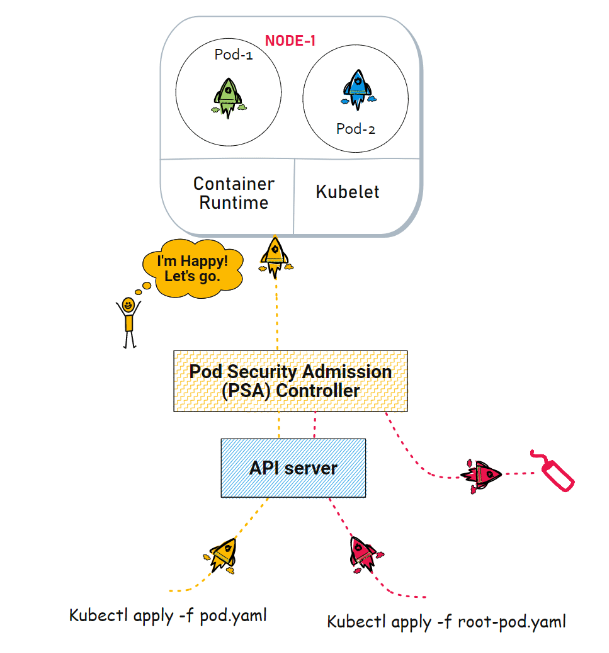 NODE-1
Pod-1
Pod-2
Container
Runtime
Kubelet
I'm Happy!
Let's go.
Pod Security Admission
(PSA) Controller
API server
Kubectl apply -f pod.yaml
Kubectl apply -f root-pod.yaml